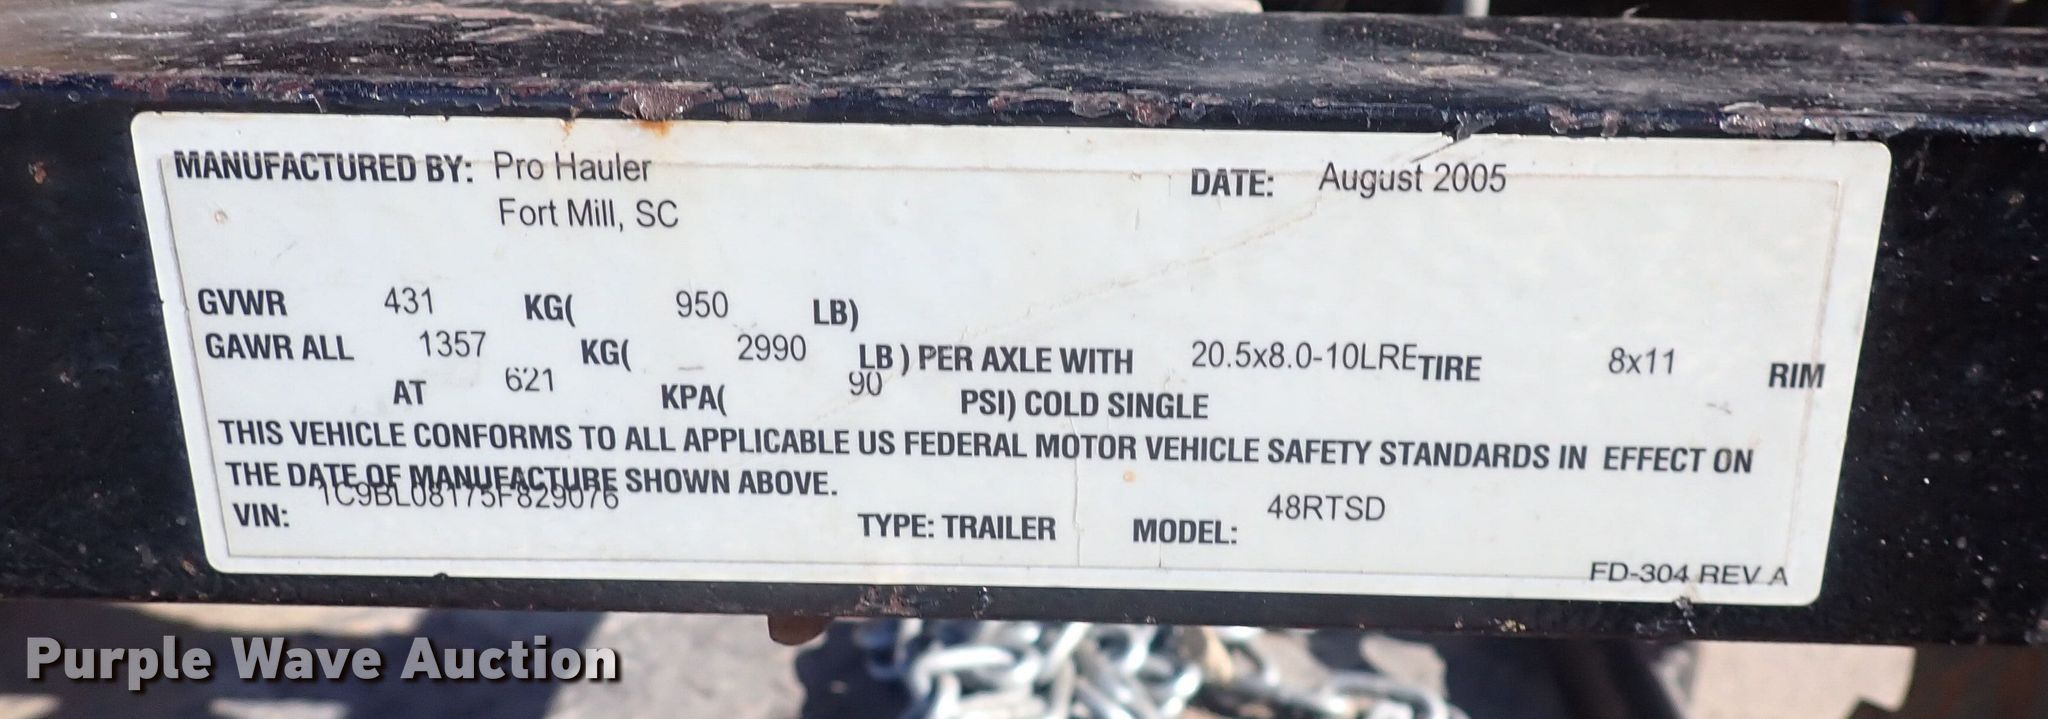 MANUFACTURED BY: Pro Hauler DATE: August 2005
Fort Mill, SC
GVWR 431 KG( 950 LB)
GAWR ALL 1357 KG( 2990 LB ) PER AXLE WITH 20.5x8.0-10LRE TIRE 8x11 RIM
AT 621 KPA( 90 PSI) COLD SINGLE
THIS VEHICLE CONFORMS TO ALL APPLICABLE US FEDERAL MOTOR VEHICLE SAFETY STANDARDS IN EFFECT ON
THE DATE OF MANUFACTURE SHOWN ABOVE.
VIN: 1C9BL08175F829076 TYPE: TRAILER MODEL: 48RTSD
FD-304 REV A
Purple Wave Auction